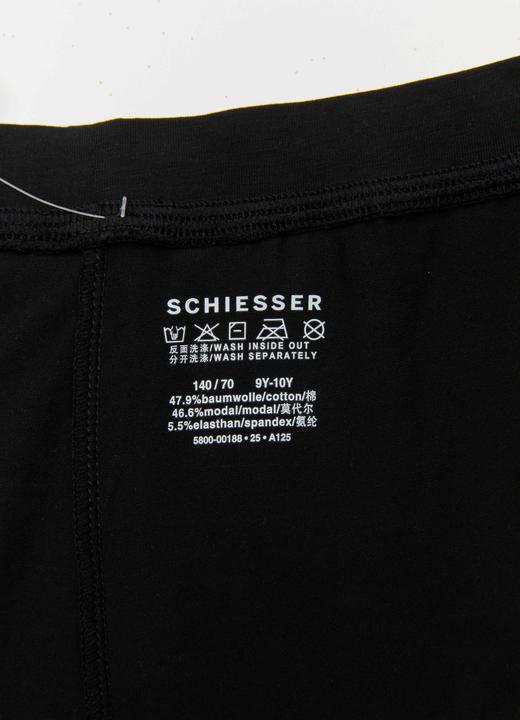 SCHIESSER
反面洗涤/WASH INSIDE OUT
分开洗涤/WASH SEPARATELY
140 / 70 9Y-10Y
47.9%baumwolle/cotton/棉
46.6%modal/modal/莫代尔
5.5%elasthan/spandex/氨纶
5800-00188 • 25 • A125